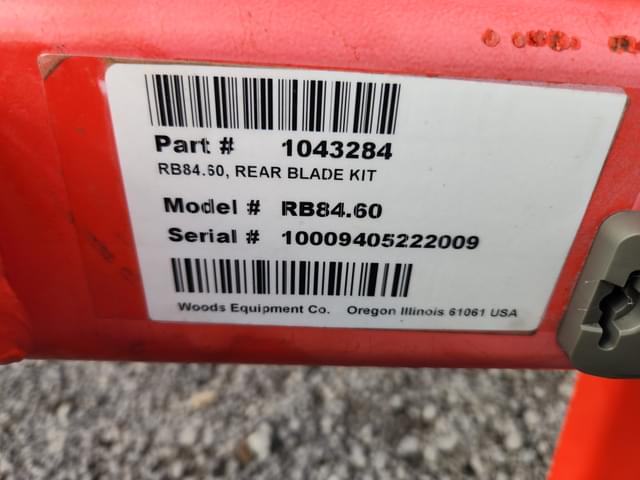 Part # 1043284
RB84.60, REAR BLADE KIT
Model # RB84.60
Serial # 10009405222009
Woods Equipment Co. Oregon Illinois 61061 USA